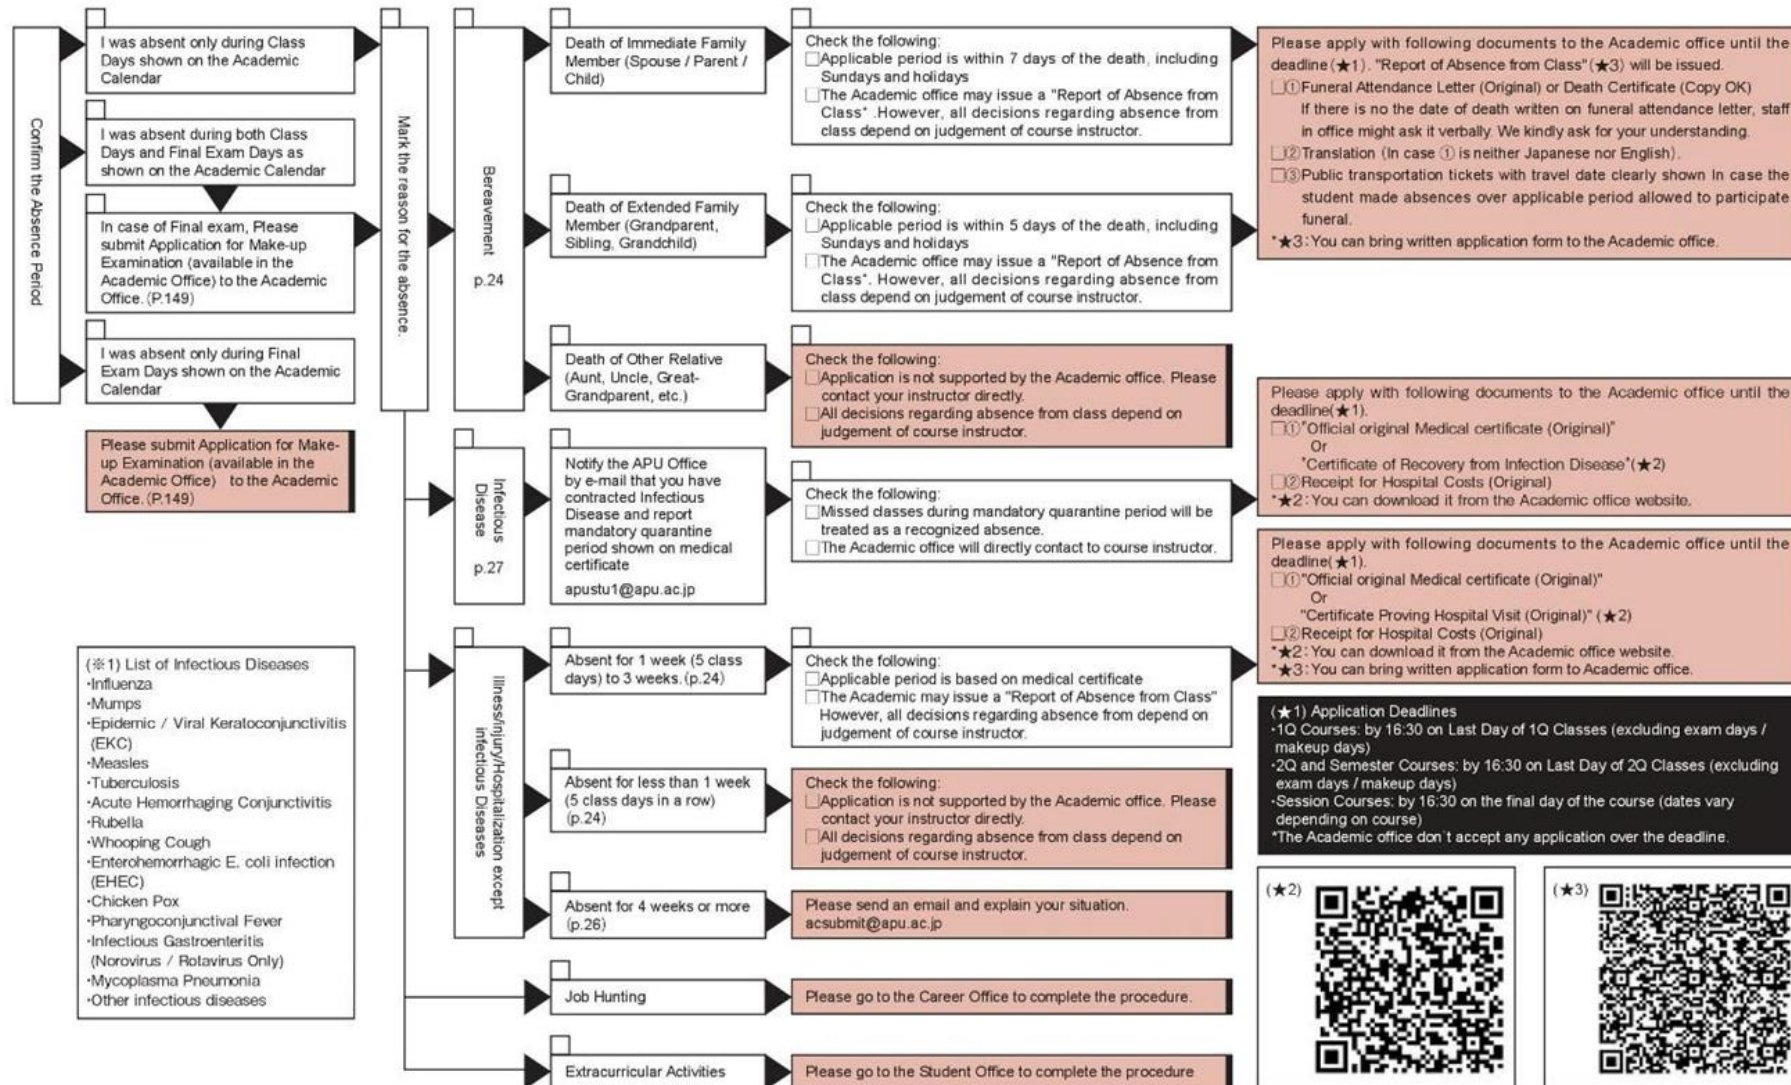 Confirm the Absence Period
I was absent only during Class
Days shown on the Academic
Calendar
I was absent during both Class
Days and Final Exam Days as
shown on the Academic Calendar
In case of Final exam, Please
submit Application for Make-up
Examination (available in the
Academic Office) to the Academic
Office.(P.149)
I was absent only during Final
Exam Days shown on the Academic
Calendar
Please submit Application for Make-
up Examination (available in the
Academic Office) to the Academic
Office.(P.149)
Mark the reason for the absence.
Bereavement
p.24
Death of Immediate Family
Member (Spouse / Parent /
Child)
Check the following:
□Applicable period is within 7 days of the death, including
Sundays and holidays
□The Academic office may issue a "Report of Absence from
Class" .However, all decisions regarding absence from
class depend on judgement of course instructor.
Please apply with following documents to the Academic office until the
deadline(★1). "Report of Absence from Class"(★3) will be issued.
□①Funeral Attendance Letter (Original) or Death Certificate (Copy OK)
If there is no the date of death written on funeral attendance letter, staff
in office might ask it verbally. We kindly ask for your understanding.
□②Translation (In case ① is neither Japanese nor English).
□③Public transportation tickets with travel date clearly shown In case the
student made absences over applicable period allowed to participate
funeral.
*★3:You can bring written application form to the Academic office.
Death of Extended Family
Member (Grandparent,
Sibling, Grandchild)
Check the following:
□Applicable period is within 5 days of the death, including
Sundays and holidays
□The Academic office may issue a "Report of Absence from
Class". However, all decisions regarding absence from
class depend on judgement of course instructor.
Death of Other Relative
(Aunt, Uncle, Great-
Grandparent, etc.)
Check the following:
□Application is not supported by the Academic office. Please
contact your instructor directly.
□All decisions regarding absence from class depend on
judgement of course instructor.
Infectious
Disease
p.27
Notify the APU Office
by e-mail that you have
contracted Infectious
Disease and report
mandatory quarantine
period shown on medical
certificate
apustu1@apu.ac.jp
Check the following:
□Missed classes during mandatory quarantine period will be
treated as a recognized absence.
□The Academic office will directly contact to course instructor.
Please apply with following documents to the Academic office until the
deadline(★1).
□①"Official original Medical certificate (Original)"
Or
"Certificate of Recovery from Infection Disease"(★2)
□②Receipt for Hospital Costs (Original)
*★2:You can download it from the Academic office website.
Illness/injury/Hospitalization except
infectious Diseases
Absent for 1 week (5 class
days) to 3 weeks.(p.24)
Check the following:
□Applicable period is based on medical certificate
□The Academic may issue a "Report of Absence from Class"
However, all decisions regarding absence from depend on
judgement of course instructor.
Please apply with following documents to the Academic office until the
deadline(★1).
□①"Official original Medical certificate (Original)"
Or
"Certificate Proving Hospital Visit (Original)" (★2)
□②Receipt for Hospital Costs (Original)
*★2:You can download it from the Academic office website.
*★3:You can bring written application form to Academic office.
Absent for less than 1 week
(5 class days in a row)
(p.24)
Check the following:
□Application is not supported by the Academic office. Please
contact your instructor directly.
□All decisions regarding absence from class depend on
judgement of course instructor.
Absent for 4 weeks or more
(p.26)
Please send an email and explain your situation.
acsubmit@apu.ac.jp
Job Hunting
Please go to the Career Office to complete the procedure.
Extracurricular Activities
Please go to the Student Office to complete the procedure
(※1) List of Infectious Diseases
・Influenza
・Mumps
・Epidemic / Viral Keratoconjunctivitis
(EKC)
・Measles
・Tuberculosis
・Acute Hemorrhaging Conjunctivitis
・Rubella
・Whooping Cough
・Enterohemorrhagic E. coli infection
(EHEC)
・Chicken Pox
・Pharyngoconjunctival Fever
・Infectious Gastroenteritis
(Norovirus / Rotavirus Only)
・Mycoplasma Pneumonia
・Other infectious diseases
(★1) Application Deadlines
・1Q Courses: by 16:30 on Last Day of 1Q Classes (excluding exam days /
makeup days)
・2Q and Semester Courses: by 16:30 on Last Day of 2Q Classes (excluding
exam days / makeup days)
・Session Courses: by 16:30 on the final day of the course (dates vary
depending on course)
*The Academic office don`t accept any application over the deadline.
(★2)
(★3)